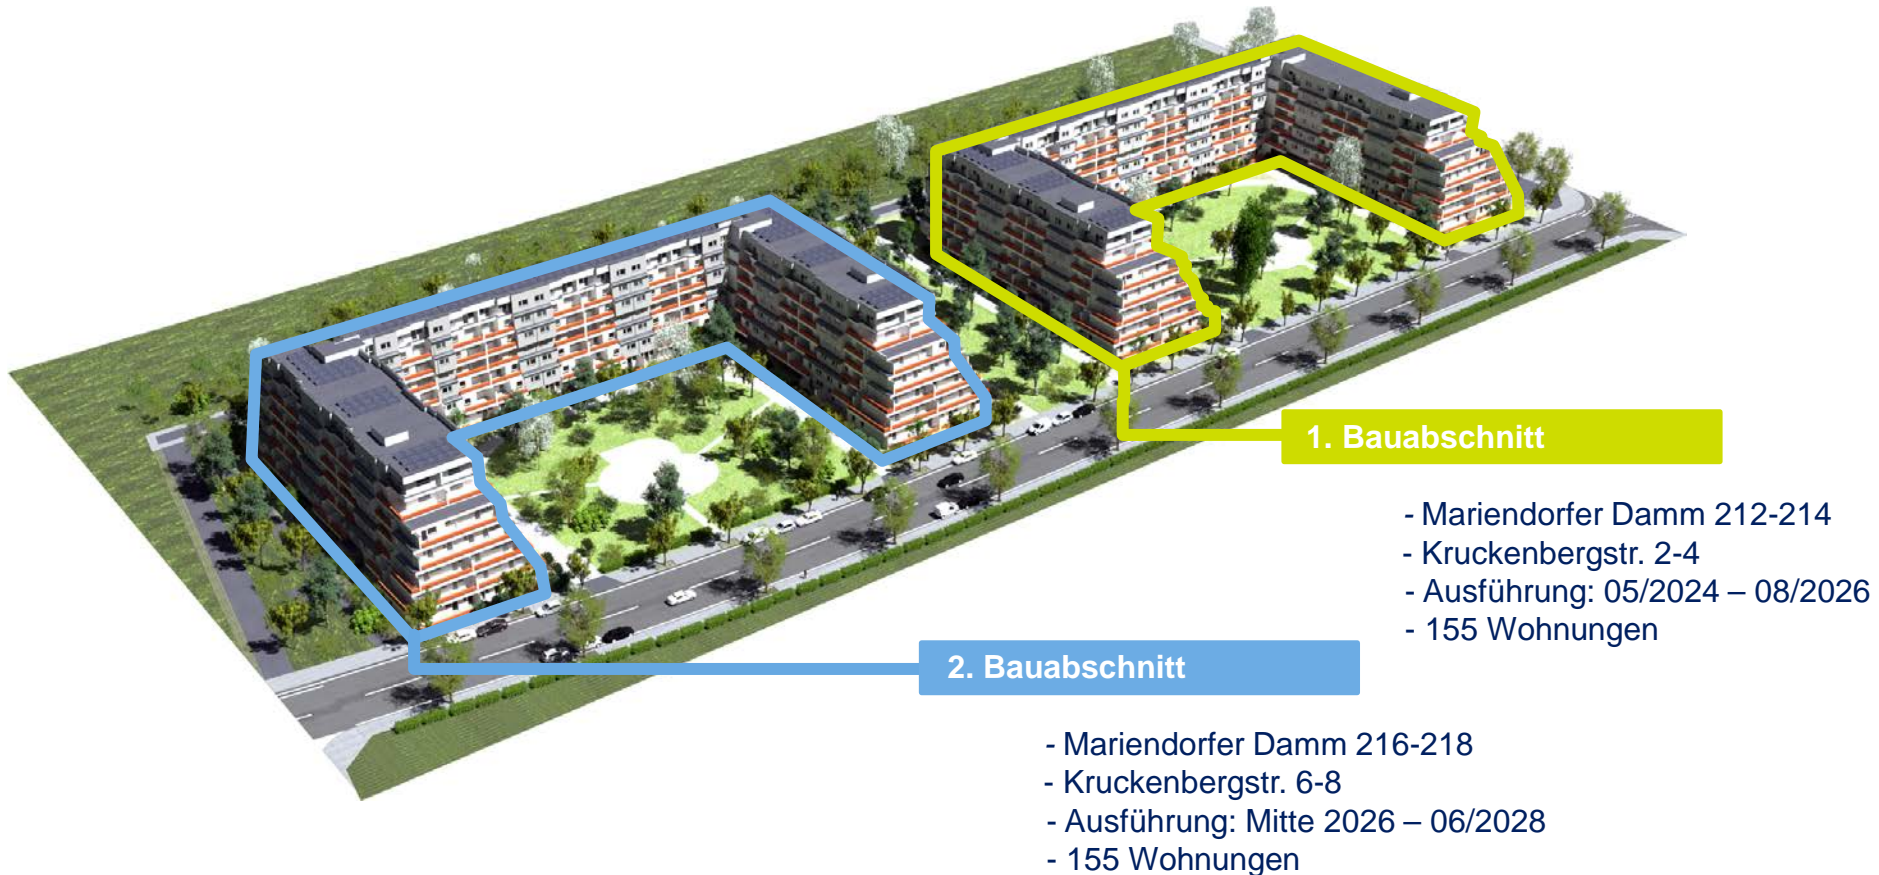 1. Bauabschnitt
- Mariendorfer Damm 212-214
- Kruckenbergstr. 2-4
- Ausführung: 05/2024 – 08/2026
- 155 Wohnungen
2. Bauabschnitt
- Mariendorfer Damm 216-218
- Kruckenbergstr. 6-8
- Ausführung: Mitte 2026 – 06/2028
- 155 Wohnungen